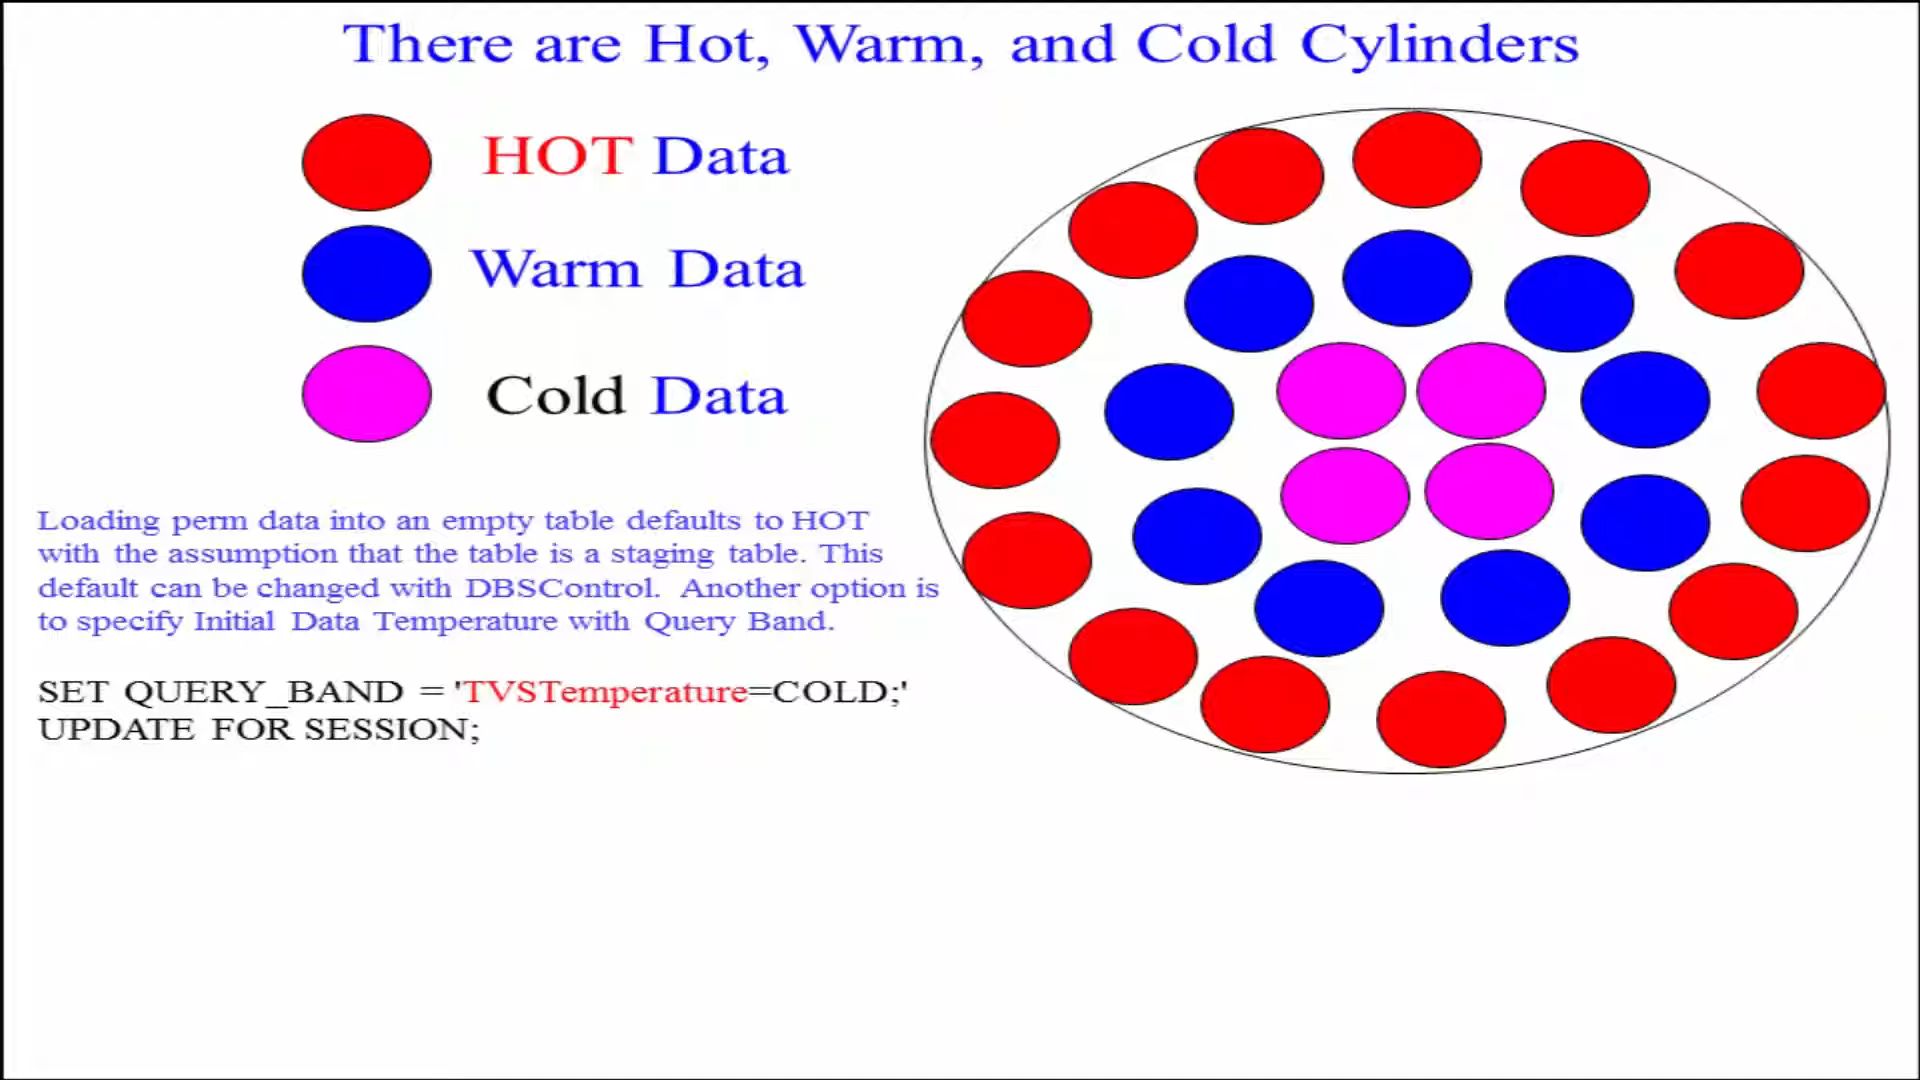 There are Hot, Warm, and Cold Cylinders
HOT Data
Warm Data
Cold Data
Loading perm data into an empty table defaults to HOT
with the assumption that the table is a staging table. This
default can be changed with DBSControl. Another option is
to specify Initial Data Temperature with Query Band.
SET QUERY_BAND = 'TVSTemperature=COLD;'
UPDATE FOR SESSION;